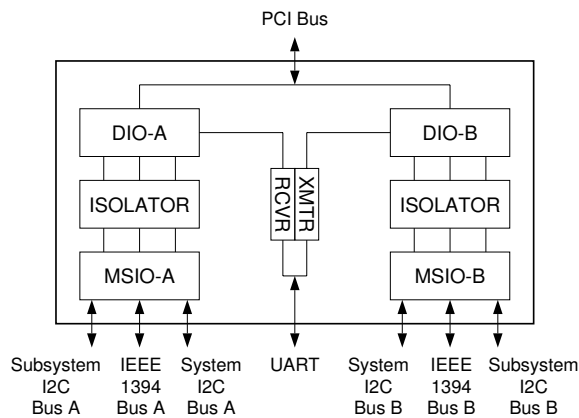 PCI Bus
DIO-A
DIO-B
RCVR
XMTR
ISOLATOR
ISOLATOR
MSIO-A
MSIO-B
Subsystem
I2C
Bus A
IEEE
1394
Bus A
System
I2C
Bus A
UART
System
I2C
Bus B
IEEE
1394
Bus B
Subsystem
I2C
Bus B